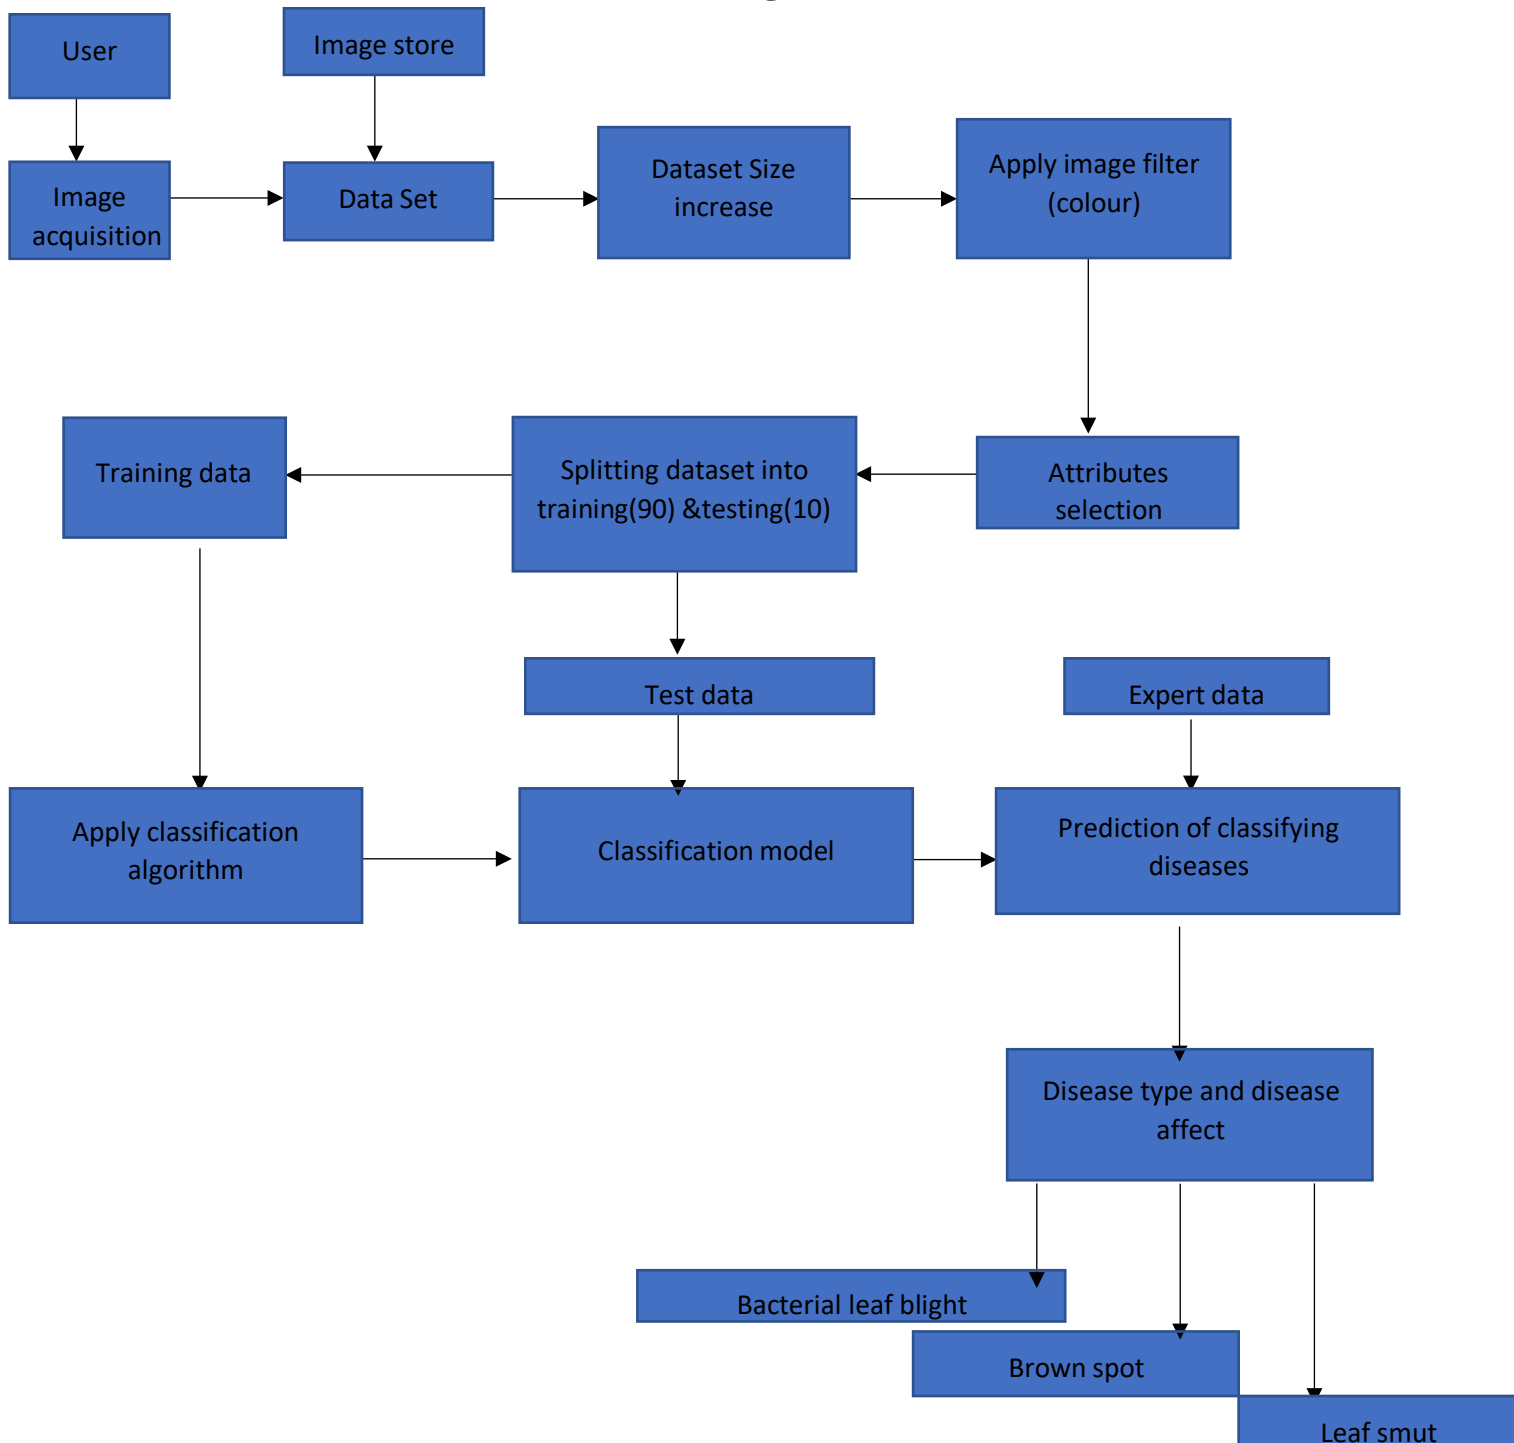 User
Image store
Image
acquisition
Data Set
Dataset Size
increase
Apply image filter
(colour)
Training data
Splitting dataset into
training(90) &testing(10)
Attributes
selection
Test data
Expert data
Apply classification
algorithm
Classification model
Prediction of classifying
diseases
Disease type and disease
affect
Bacterial leaf blight
Brown spot
Leaf smut